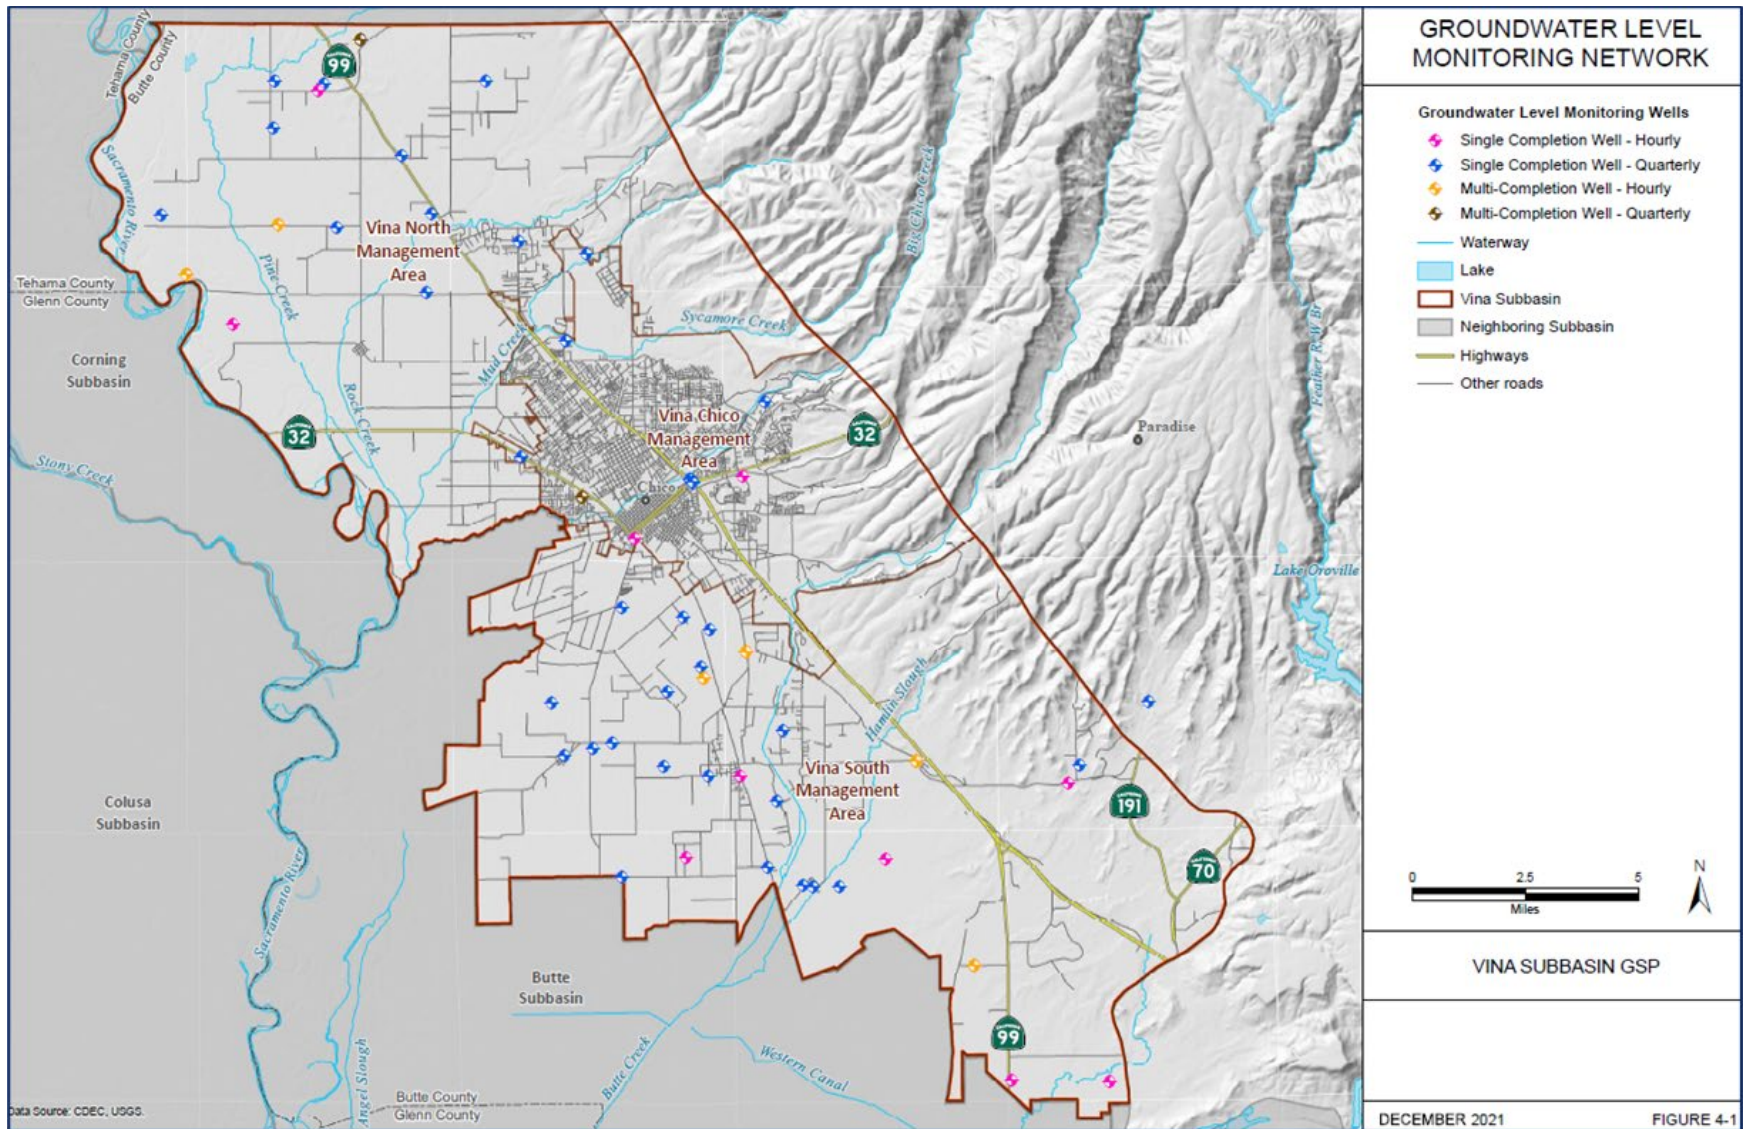 GROUNDWATER LEVEL
MONITORING NETWORK
Groundwater Level Monitoring Wells
Single Completion Well - Hourly
Single Completion Well - Quarterly
Multi-Completion Well - Hourly
Multi-Completion Well - Quarterly
Waterway
Lake
Vina Subbasin
Neighboring Subbasin
Highways
Other roads
0 2.5 5
Miles
N
VINA SUBBASIN GSP
DECEMBER 2021 FIGURE 4-1
Tehama County
Butte County
CALIFORNIA
99
Sacramento River
Vina North
Management
Area
Big Chico Creek
Pine Creek
Tehama County
Glenn County
Sycamore Creek
Mud Creek
Feather R W Br
Corning
Subbasin
Rock Creek
CALIFORNIA
32
Vina Chico
Management
Area
CALIFORNIA
32
Paradise
Stony Creek
Chico
Lake Oroville
Hamlin Slough
Vina South
Management
Area
Colusa
Subbasin
CALIFORNIA
191
CALIFORNIA
70
Sacramento River
Butte
Subbasin
CALIFORNIA
99
Angel Slough
Butte Creek
Western Canal
Butte County
Glenn County
Data Source: CDEC, USGS.